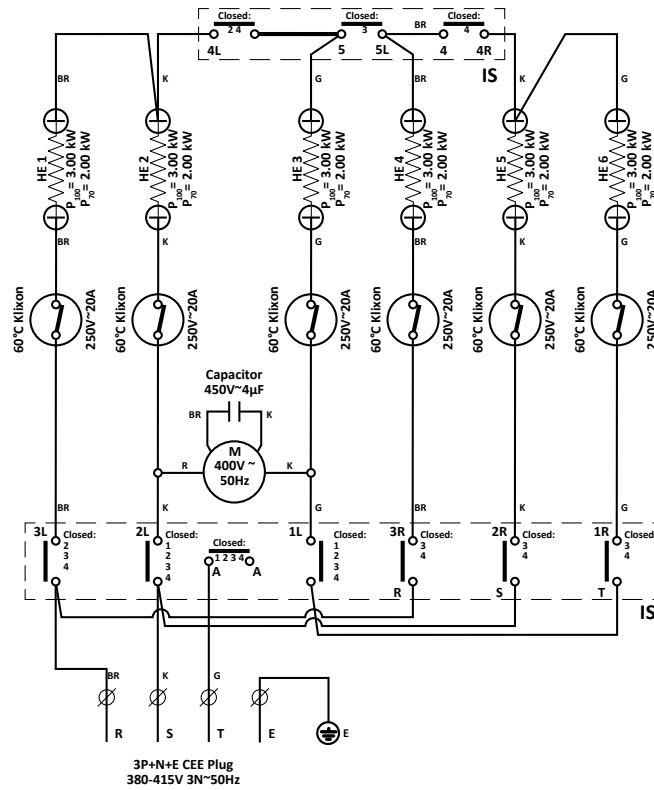 Closed:
2 4
Closed:
3
Closed:
4
BR
4L
5
5L
4
4R
IS
BR
K
G
BR
K
G
HE 1
P100= 3.00 kW
P70= 2.00 kW
HE 2
P100= 3.00 kW
P70= 2.00 kW
HE 3
P100= 3.00 kW
P70= 2.00 kW
HE 4
P100= 3.00 kW
P70= 2.00 kW
HE 5
P100= 3.00 kW
P70= 2.00 kW
HE 6
P100= 3.00 kW
P70= 2.00 kW
BR
K
G
BR
K
G
60°C Klixon
250V~20A
60°C Klixon
250V~20A
60°C Klixon
250V~20A
60°C Klixon
250V~20A
60°C Klixon
250V~20A
60°C Klixon
250V~20A
Capacitor
450V~4µF
BR
K
M
400V ~
50Hz
R
K
BR
K
G
BR
K
G
3L
Closed:
2
3
4
2L
Closed:
1
2
3
4
Closed:
1 2 3 4
A
A
1L
Closed:
1
2
3
4
3R
Closed:
3
4
2R
Closed:
3
4
1R
Closed:
3
4
R
S
T
IS
BR
K
G
R
S
T
E
E
3P+N+E CEE Plug
380-415V 3N~50Hz